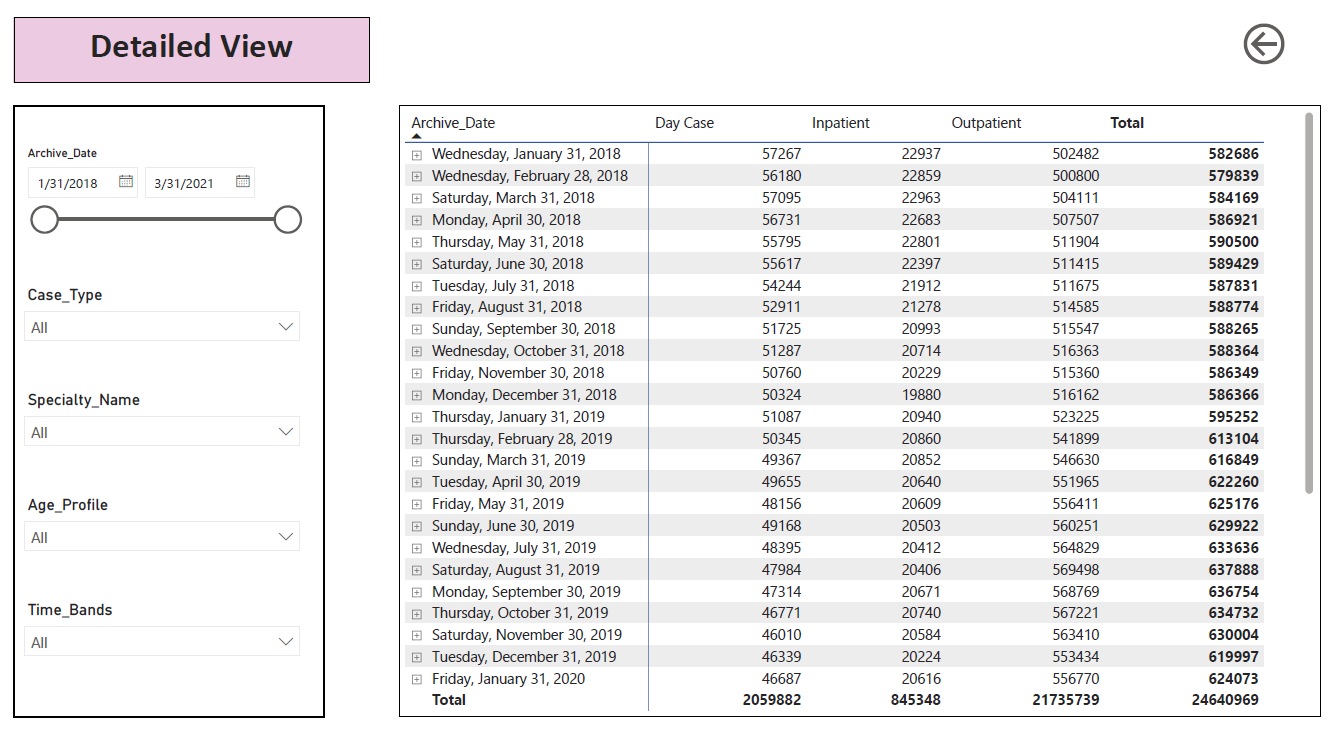 Detailed View
Archive_Date
1/31/2018 3/31/2021
Case_Type
All
Specialty_Name
All
Age_Profile
All
Time_Bands
All
Archive_Date Day Case Inpatient Outpatient Total
Wednesday, January 31, 2018 57267 22937 502482 582686
Wednesday, February 28, 2018 56180 22859 500800 579839
Saturday, March 31, 2018 57095 22963 504111 584169
Monday, April 30, 2018 56731 22683 507507 586921
Thursday, May 31, 2018 55795 22801 511904 590500
Saturday, June 30, 2018 55617 22397 511415 589429
Tuesday, July 31, 2018 54244 21912 511675 587831
Friday, August 31, 2018 52911 21278 514585 588774
Sunday, September 30, 2018 51725 20993 515547 588265
Wednesday, October 31, 2018 51287 20714 516363 588364
Friday, November 30, 2018 50760 20229 515360 586349
Monday, December 31, 2018 50324 19880 516162 586366
Thursday, January 31, 2019 51087 20940 523225 595252
Thursday, February 28, 2019 50345 20860 541899 613104
Sunday, March 31, 2019 49367 20852 546630 616849
Tuesday, April 30, 2019 49655 20640 551965 622260
Friday, May 31, 2019 48156 20609 556411 625176
Sunday, June 30, 2019 49168 20503 560251 629922
Wednesday, July 31, 2019 48395 20412 564829 633636
Saturday, August 31, 2019 47984 20406 569498 637888
Monday, September 30, 2019 47314 20671 568769 636754
Thursday, October 31, 2019 46771 20740 567221 634732
Saturday, November 30, 2019 46010 20584 563410 630004
Tuesday, December 31, 2019 46339 20224 553434 619997
Friday, January 31, 2020 46687 20616 556770 624073
Total 2059882 845348 21735739 24640969